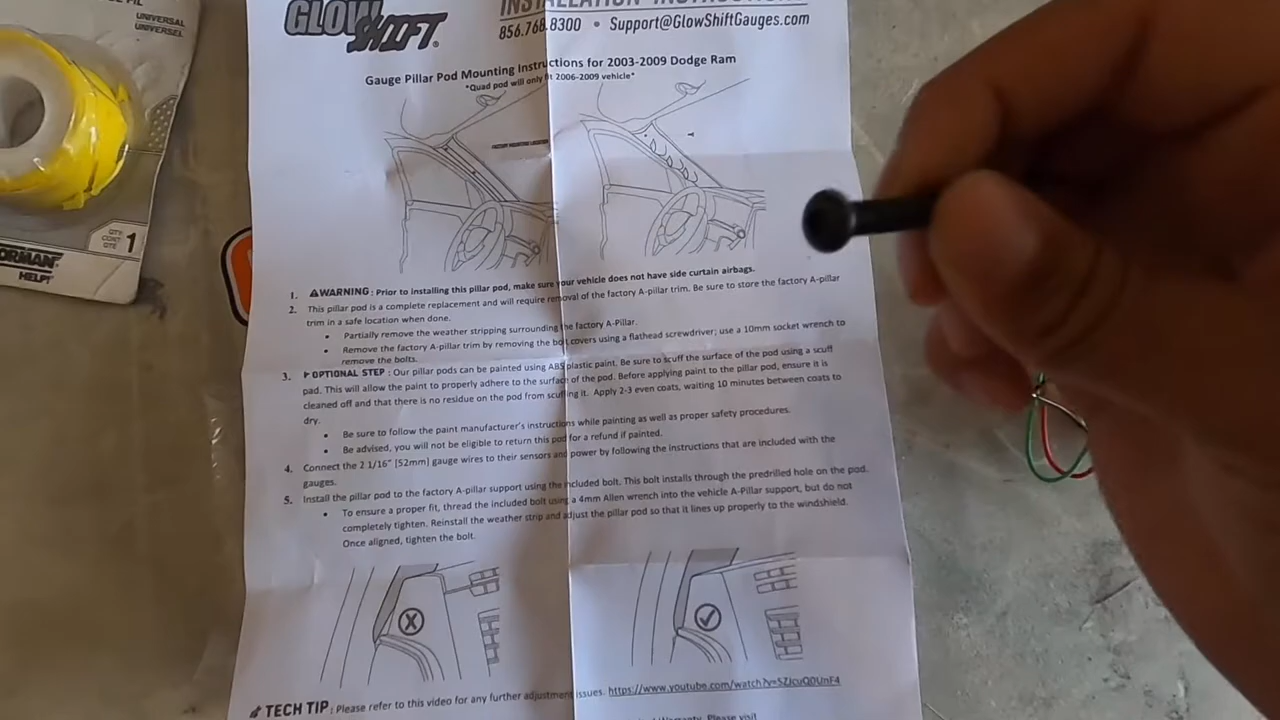 UNIVERSAL
UNIVERSEL
GLOWSHIFT
INSTALLATION INSTRUCTIONS
856.768.8300 • Support@GlowShiftGauges.com
Gauge Pillar Pod Mounting Instructions for 2003-2009 Dodge Ram
*Quad pod will only fit 2006-2009 vehicle*
FACTORY MOUNTING LOCATION
QTY
CONT
QTÉ
1
DORMAN
HELP!
1. WARNING: Prior to installing this pillar pod, make sure your vehicle does not have side curtain airbags.
2. This pillar pod is a complete replacement and will require removal of the factory A-pillar trim. Be sure to store the factory A-pillar
trim in a safe location when done.
• Partially remove the weather stripping surrounding the factory A-Pillar.
• Remove the factory A-pillar trim by removing the bolt covers using a flathead screwdriver; use a 10mm socket wrench to
remove the bolts.
3. OPTIONAL STEP : Our pillar pods can be painted using ABS plastic paint. Be sure to scuff the surface of the pod using a scuff
pad. This will allow the paint to properly adhere to the surface of the pod. Before applying paint to the pillar pod, ensure it is
cleaned off and that there is no residue on the pod from scuffing it. Apply 2-3 even coats, waiting 10 minutes between coats to
dry.
• Be sure to follow the paint manufacturer's instructions while painting as well as proper safety procedures.
• Be advised, you will not be eligible to return this pod for a refund if painted.
4. Connect the 2 1/16" [52mm] gauge wires to their sensors and power by following the instructions that are included with the
gauges.
5. Install the pillar pod to the factory A-pillar support using the included bolt. This bolt installs through the predrilled hole on the pod.
• To ensure a proper fit, thread the included bolt using a 4mm Allen wrench into the vehicle A-Pillar support, but do not
completely tighten. Reinstall the weather strip and adjust the pillar pod so that it lines up properly to the windshield.
Once aligned, tighten the bolt.
TECH TIP: Please refer to this video for any further adjustment issues. https://www.youtube.com/watch?v=5ZJcuQDUnF4
Warranty. Please visit